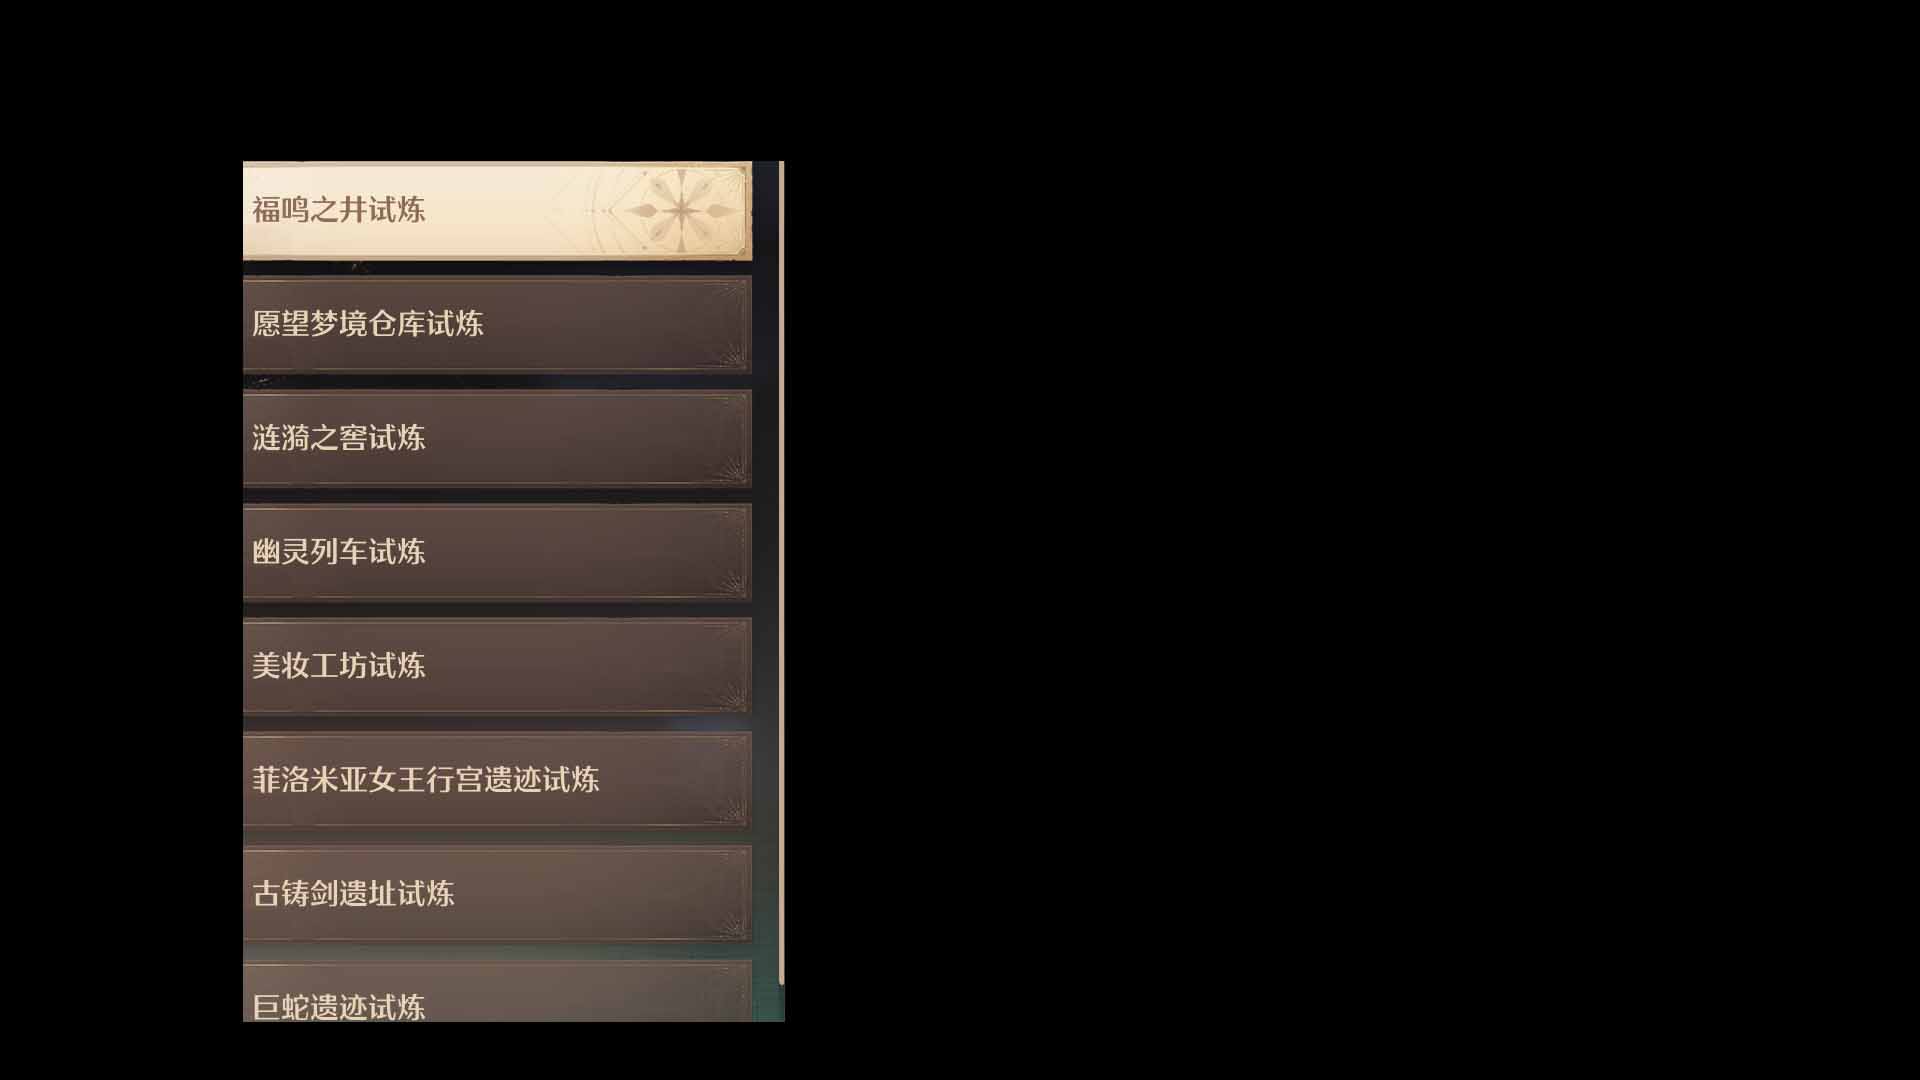 福鸣之井试炼
愿望梦境仓库试炼
涟漪之窖试炼
幽灵列车试炼
美妆工坊试炼
菲洛米亚女王行宫遗迹试炼
古铸剑遗址试炼
巨蛇遗迹试炼